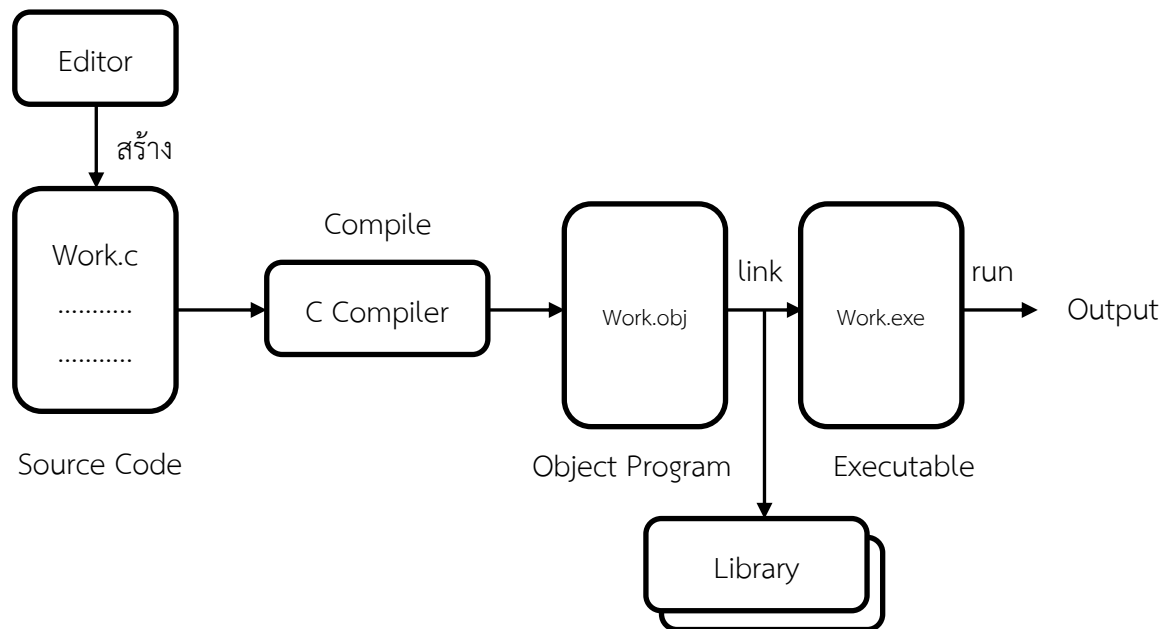 Editor
สร้าง
Work.c
...........
...........
Source Code
Compile
C Compiler
Work.obj
Object Program
link
Work.exe
Executable
run
Output
Library